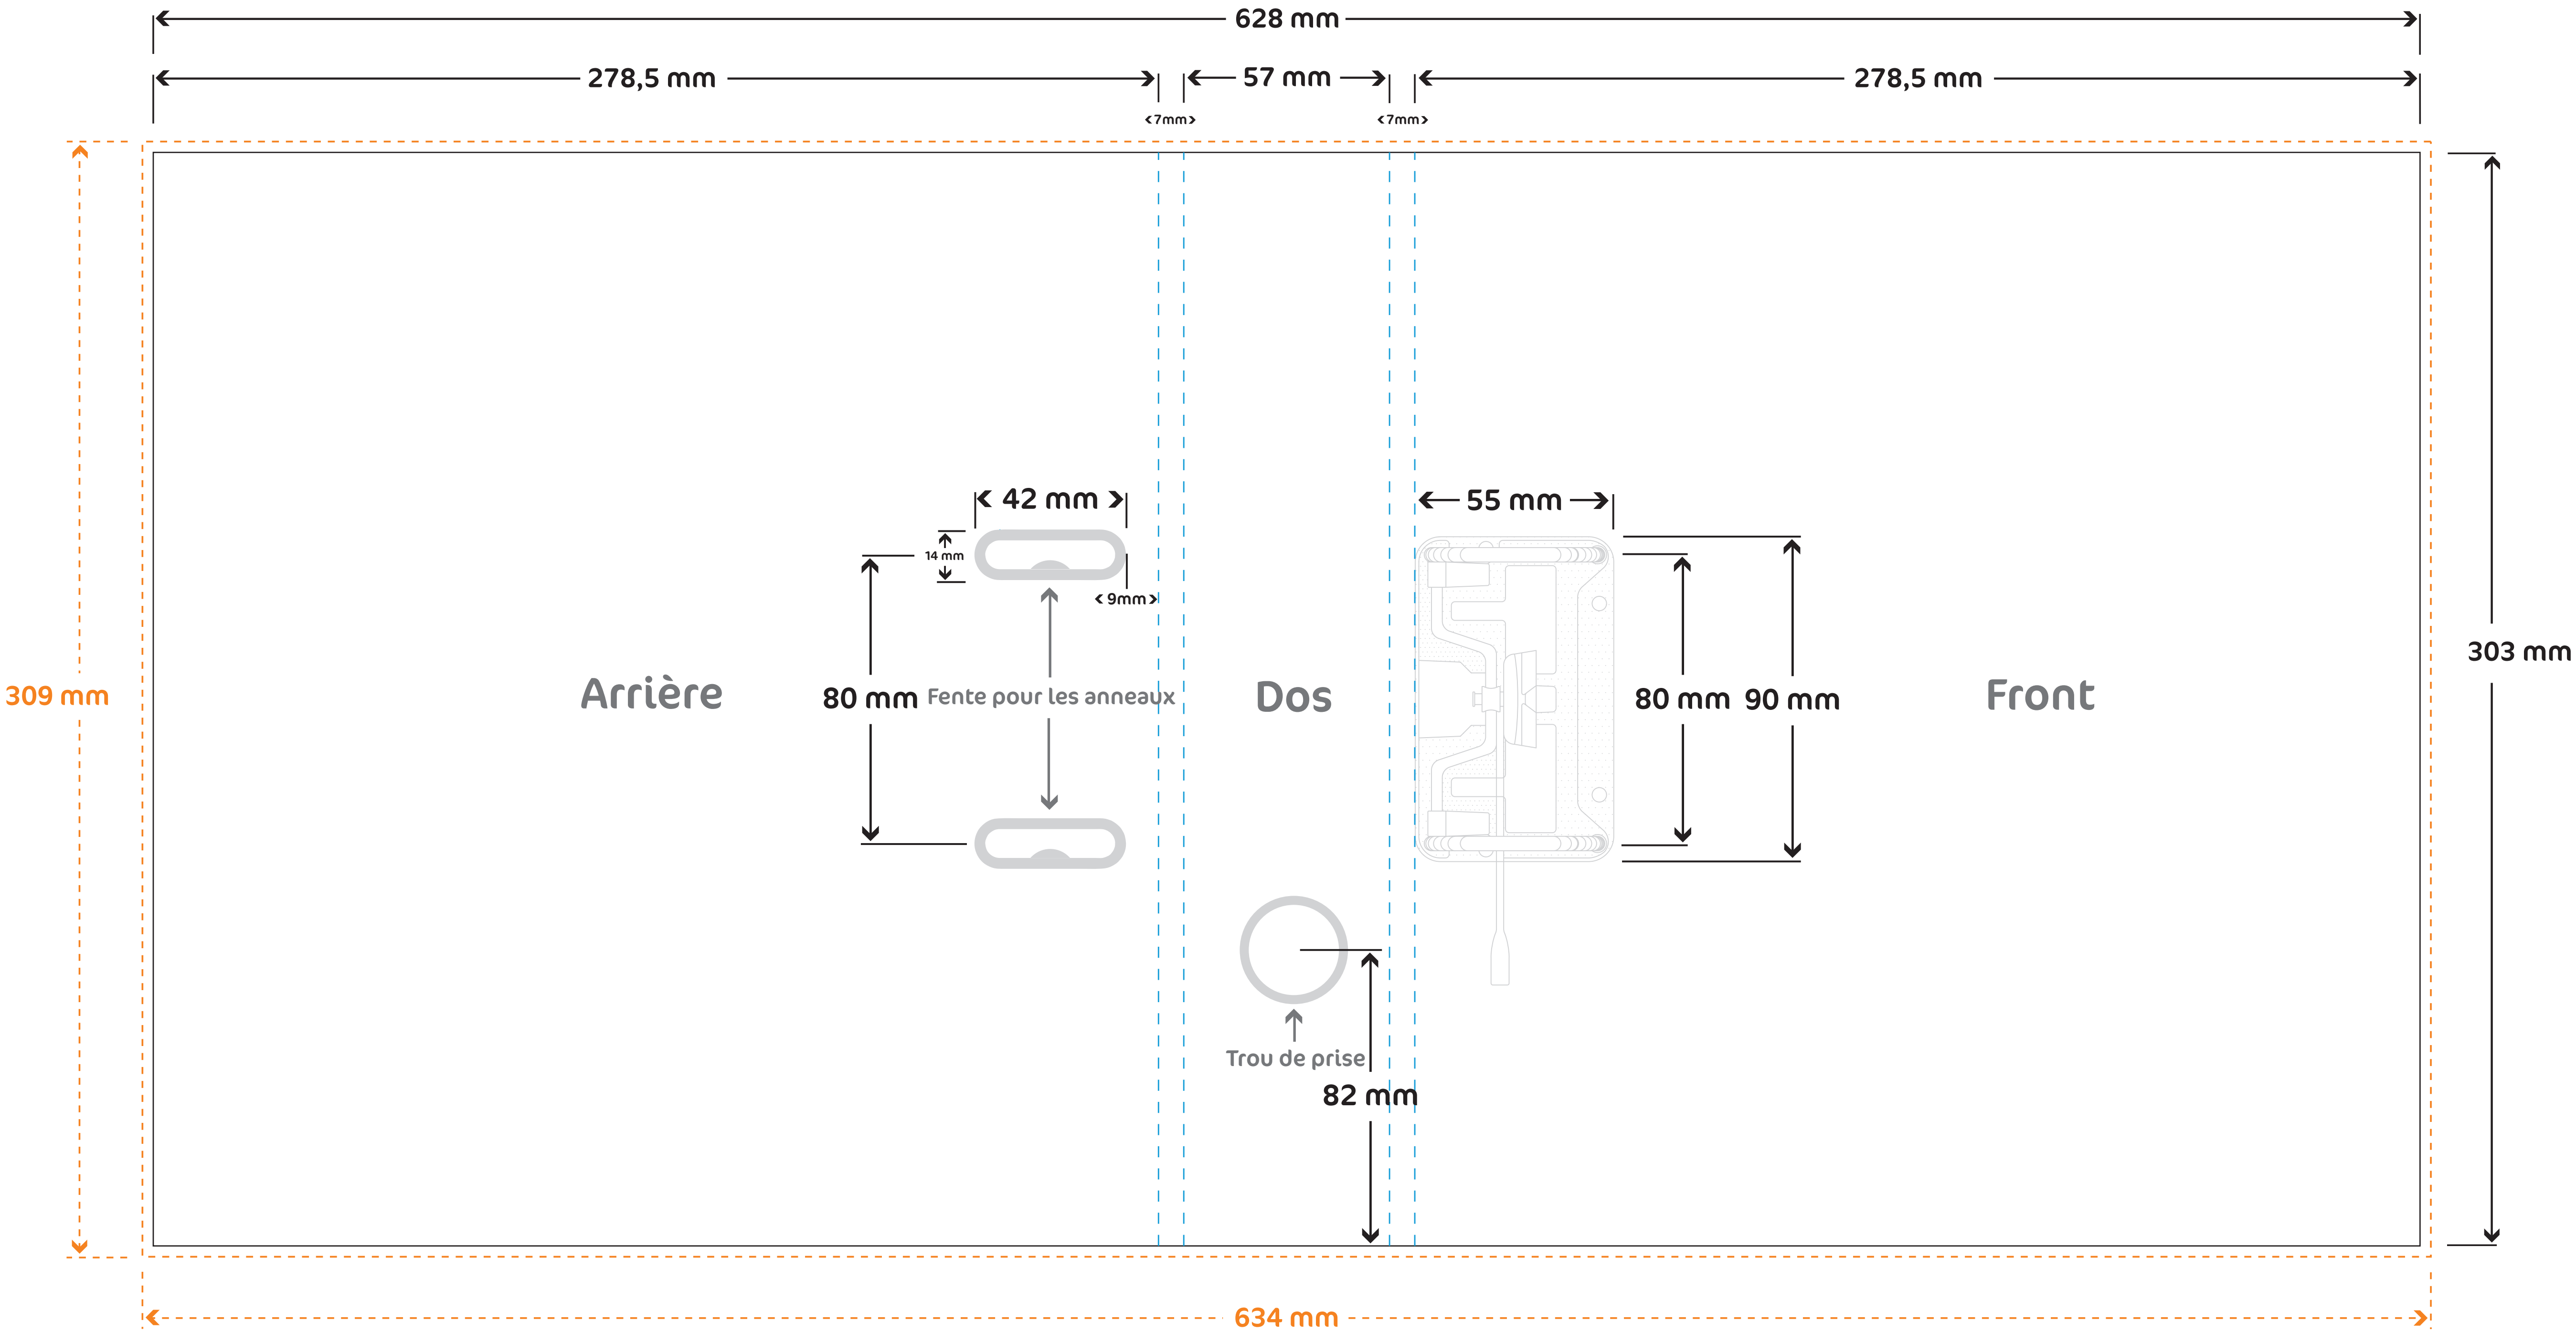 628 mm
278,5 mm
57 mm
278,5 mm
7mm
7mm
42 mm
55 mm
14 mm
9mm
303 mm
309 mm
Arrière
80 mm
Fente pour les anneaux
Dos
80 mm
90 mm
Front
Trou de prise
82 mm
634 mm